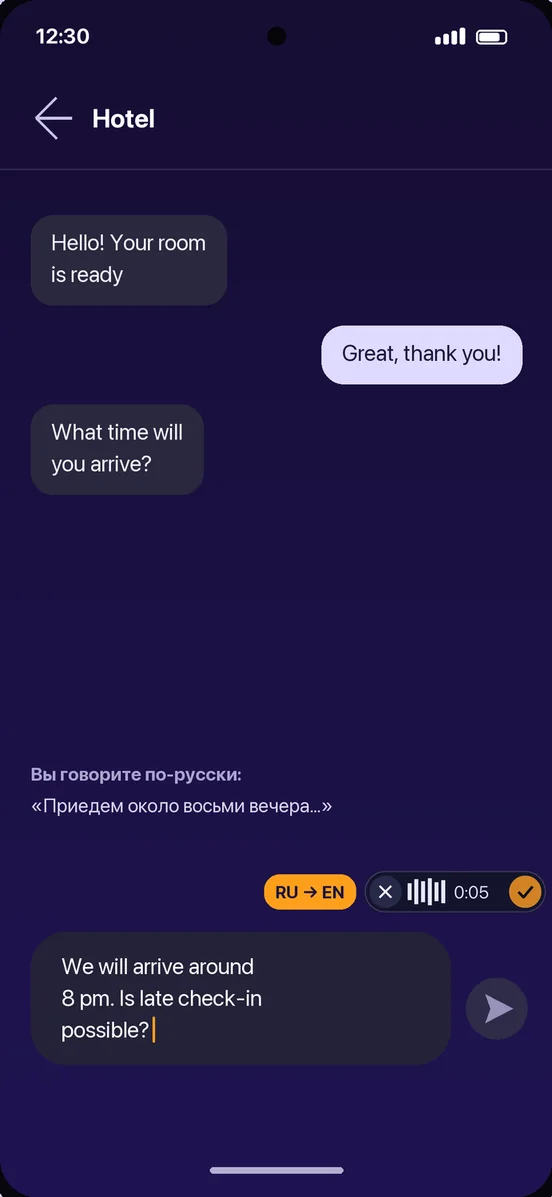 12:30
Hotel
Hello! Your room
is ready
Great, thank you!
What time will
you arrive?
Вы говорите по-русски:
«Приедем около восьми вечера…»
RU → EN
0:05
We will arrive around
8 pm. Is late check-in
possible?